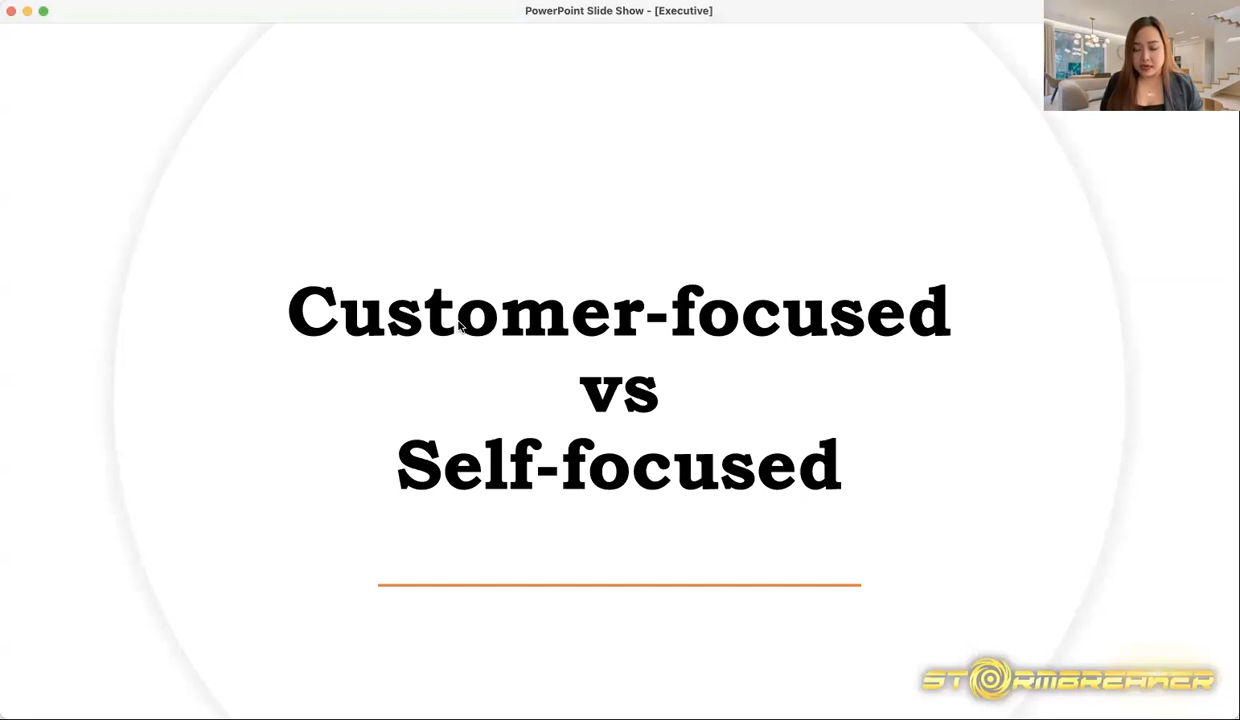 PowerPoint Slide Show - [Executive]
Customer-focused
vs
Self-focused
STORMBREAKER